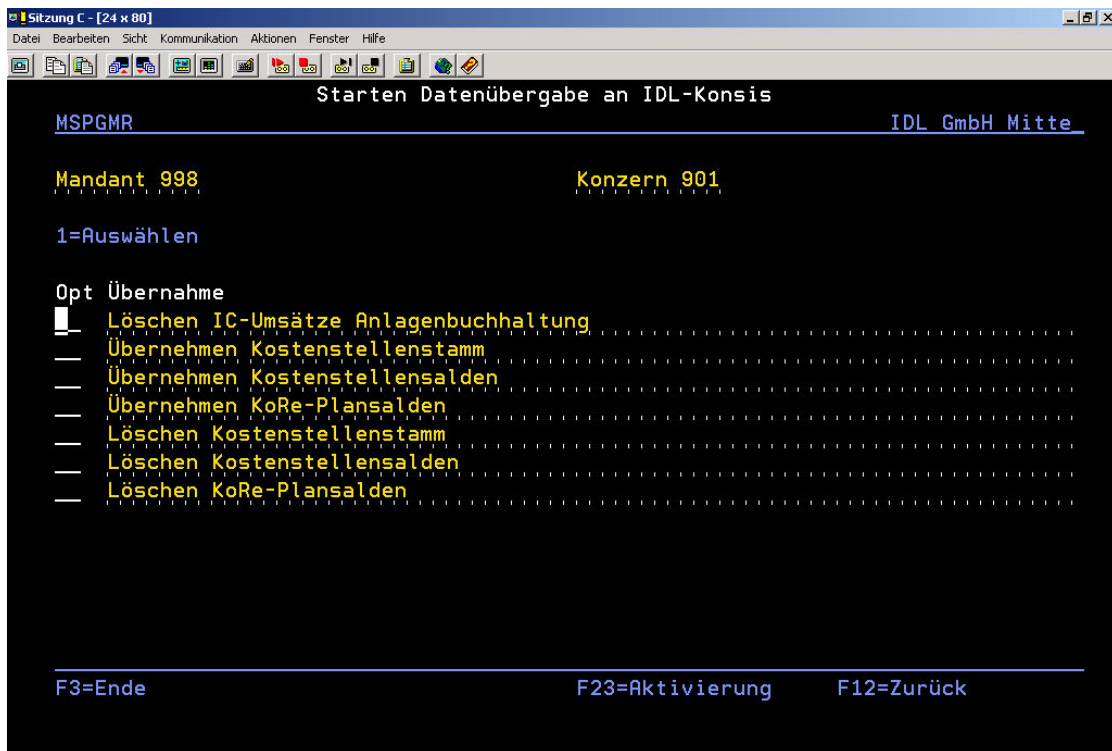 Sitzung C - [24 x 80]
Datei Bearbeiten Sicht Kommunikation Aktionen Fenster Hilfe
Starten Datenübergabe an IDL-Konsis
MSPGMR IDL GmbH Mitte_
Mandant 998 Konzern 901
1=Auswählen
Opt Übernahme
Löschen IC-Umsätze Anlagenbuchhaltung
Übernehmen Kostenstellenstamm
Übernehmen Kostenstellensalden
Übernehmen KoRe-Plansalden
Löschen Kostenstellenstamm
Löschen Kostenstellensalden
Löschen KoRe-Plansalden
F3=Ende F23=Aktivierung F12=Zurück